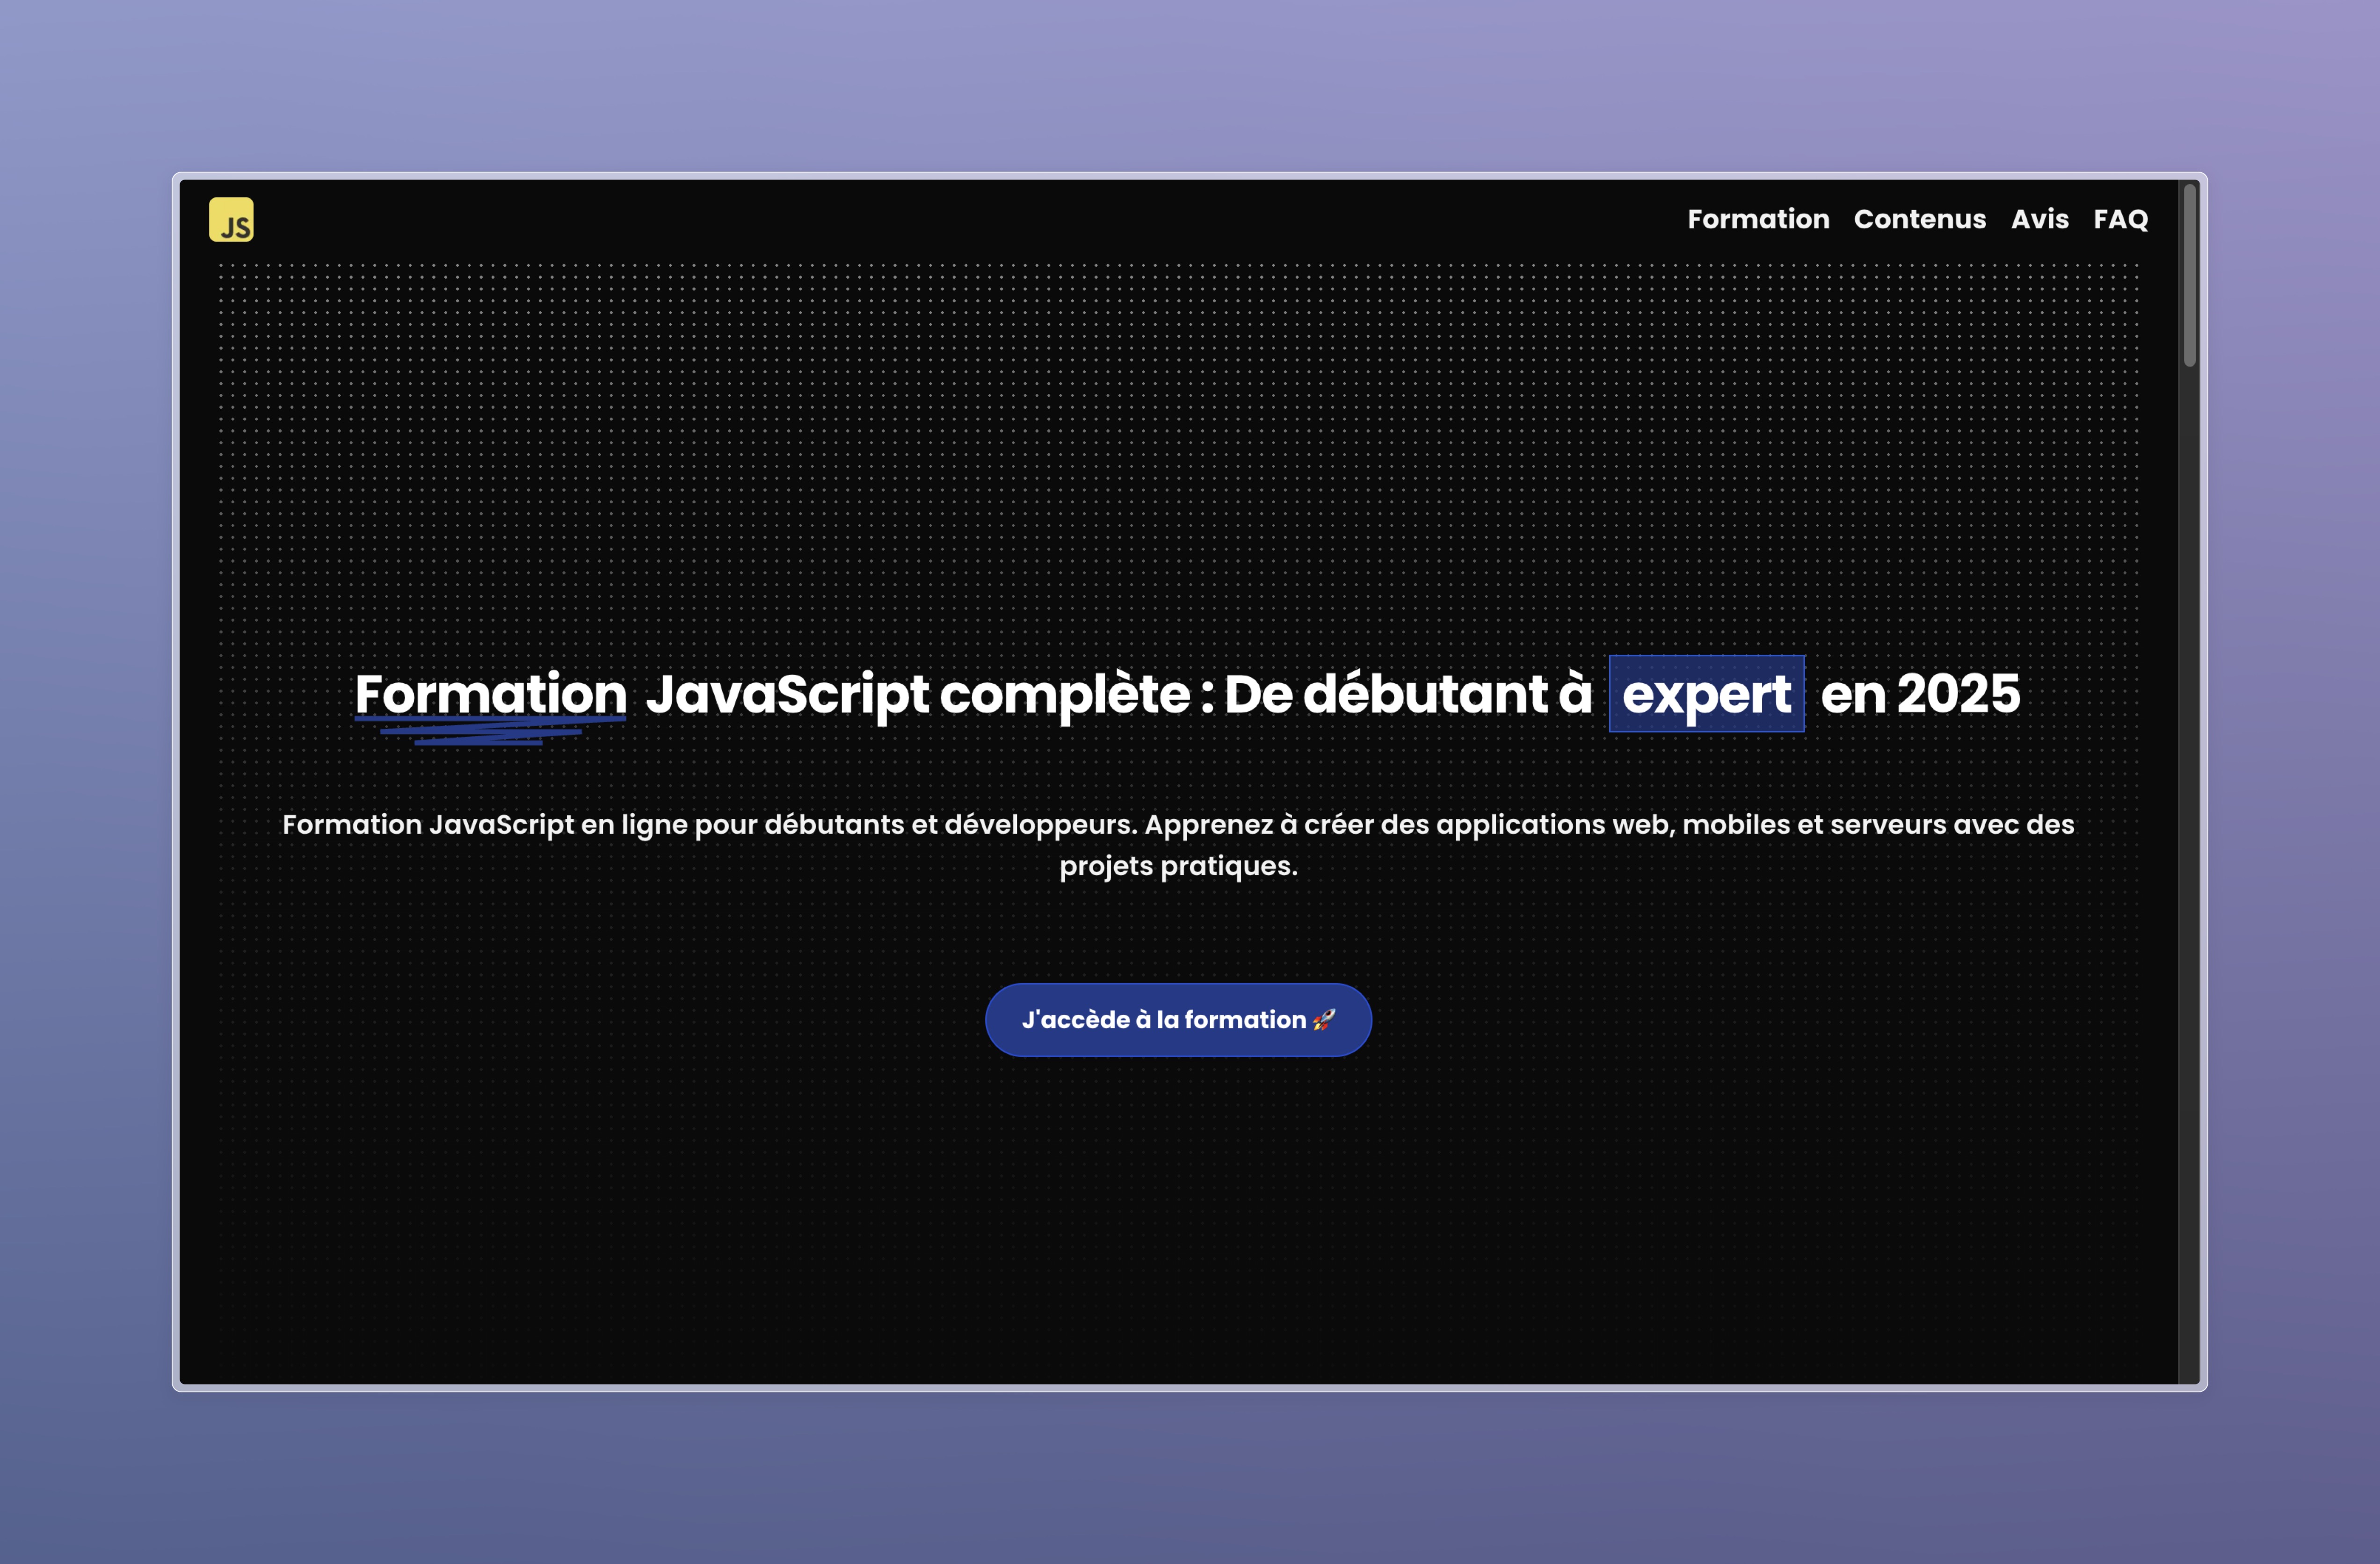 JS
Formation Contenus Avis FAQ
Formation JavaScript complète : De débutant à expert en 2025
Formation JavaScript en ligne pour débutants et développeurs. Apprenez à créer des applications web, mobiles et serveurs avec des
projets pratiques.
J'accède à la formation 🚀